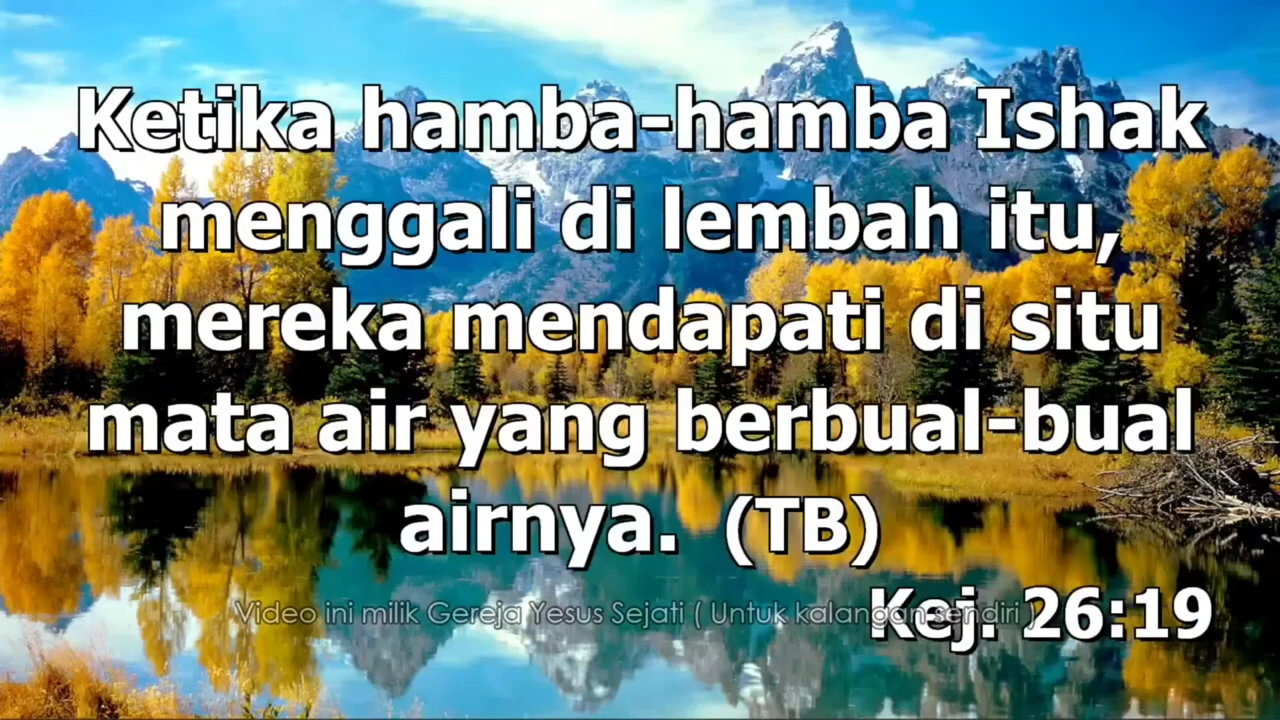 Ketika hamba-hamba Ishak
menggali di lembah itu,
mereka mendapati di situ
mata air yang berbual-bual
airnya. (TB)
Kej. 26:19
Video ini milik Gereja Yesus Sejati ( Untuk kalangan sendiri )